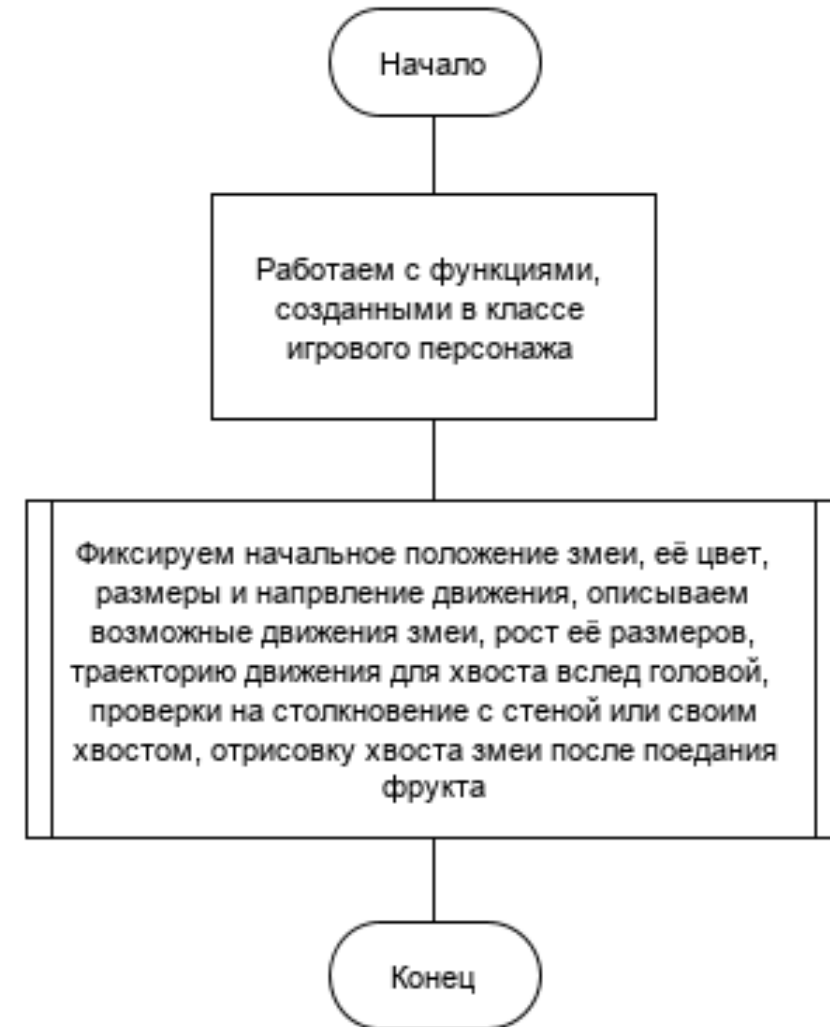 Начало
Работаем с функциями,
созданными в классе
игрового персонажа
Фиксируем начальное положение змеи, её цвет,
размеры и напрвление движения, описываем
возможные движения змеи, рост её размеров,
траекторию движения для хвоста вслед головой,
проверки на столкновение с стеной или своим
хвостом, отрисовку хвоста змеи после поедания
фрукта
Конец